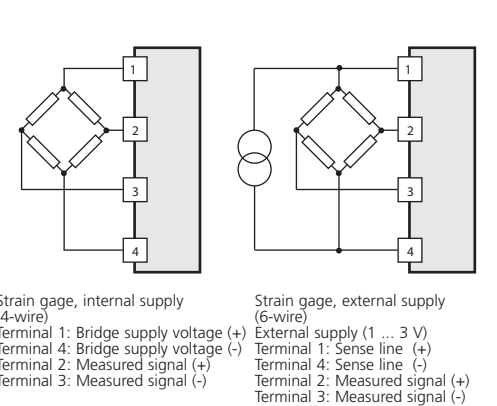 1
2
3
4
1
2
3
4
Strain gage, internal supply
4-wire)
Terminal 1: Bridge supply voltage (+)
Terminal 4: Bridge supply voltage (-)
Terminal 2: Measured signal (+)
Terminal 3: Measured signal (-)
Strain gage, external supply
(6-wire)
External supply (1 ... 3 V)
Terminal 1: Sense line (+)
Terminal 4: Sense line (-)
Terminal 2: Measured signal (+)
Terminal 3: Measured signal (-)